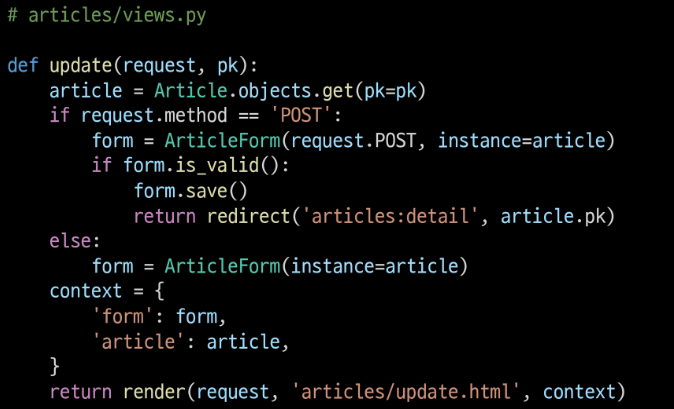 # articles/views.py

def update(request, pk):
    article = Article.objects.get(pk=pk)
    if request.method == 'POST':
        form = ArticleForm(request.POST, instance=article)
        if form.is_valid():
            form.save()
            return redirect('articles:detail', article.pk)
    else:
        form = ArticleForm(instance=article)
    context = {
        'form': form,
        'article': article,
    }
    return render(request, 'articles/update.html', context)